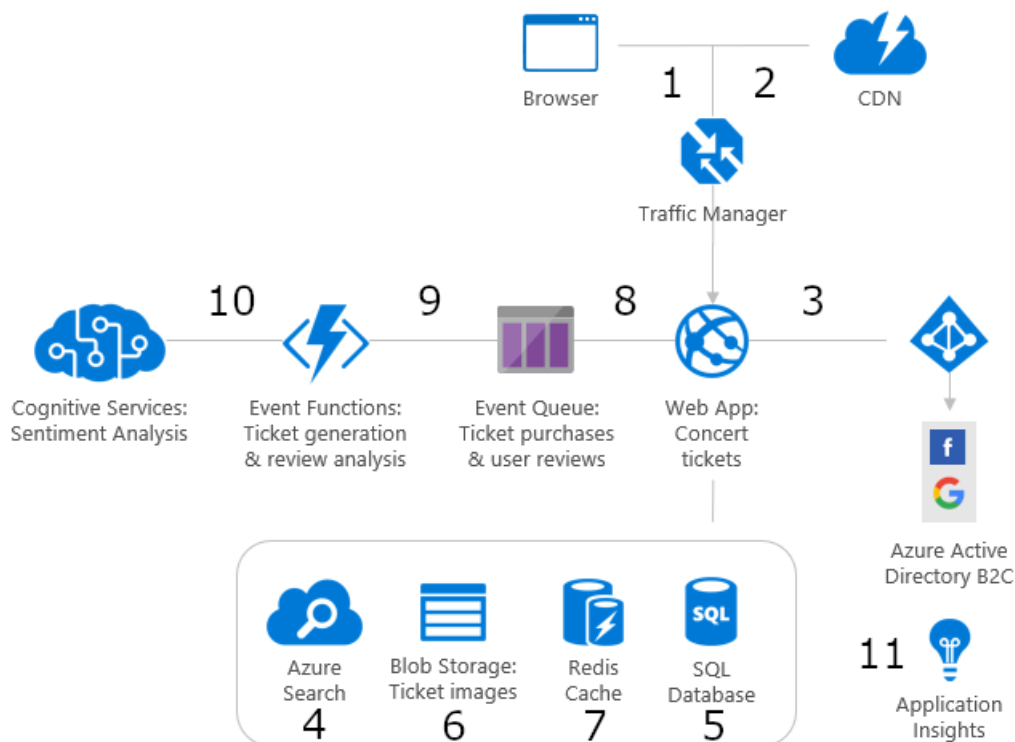 Browser
1
2
CDN
Traffic Manager
10
9
8
3
Cognitive Services:
Sentiment Analysis
Event Functions:
Ticket generation
& review analysis
Event Queue:
Ticket purchases
& user reviews
Web App:
Concert
tickets
f
G
Azure Active
Directory B2C
Azure
Search
4
Blob Storage:
Ticket images
6
Redis
Cache
7
SQL
SQL
Database
5
11
Application
Insights